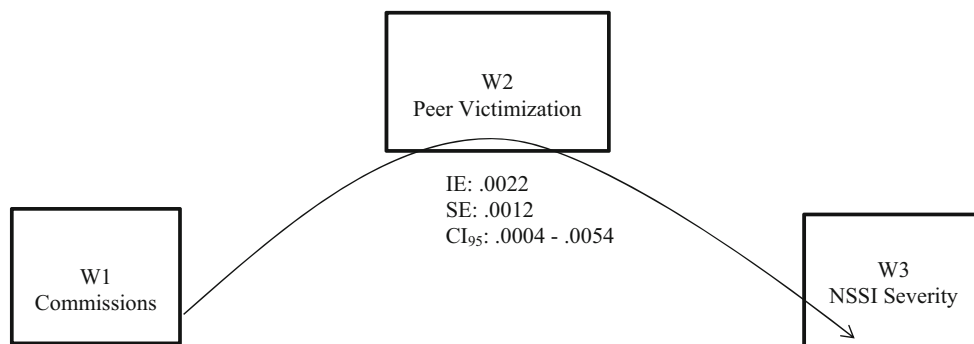 W2
Peer Victimization
IE: .0022
SE: .0012
CI95: .0004 - .0054
W1
Commissions
W3
NSSI Severity